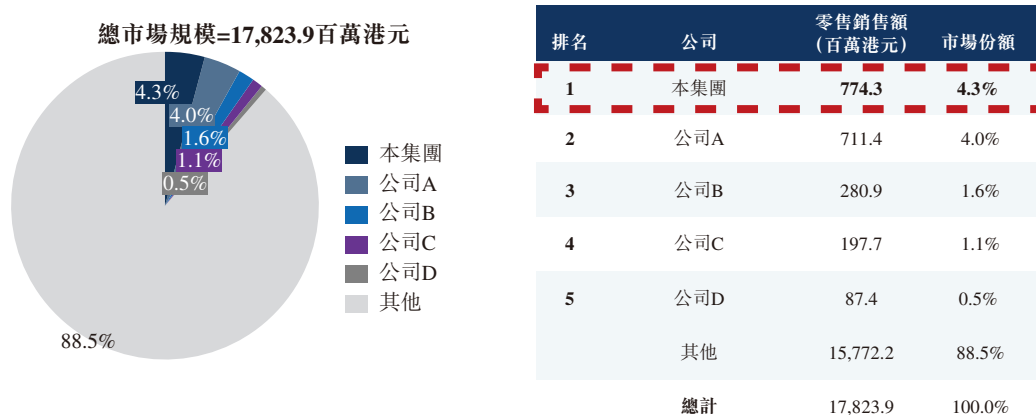 總市場規模=17,823.9百萬港元
4.3%
4.0%
1.6%
1.1%
0.5%
88.5%
本集團
公司A
公司B
公司C
公司D
其他
排名 公司 零售銷售額 (百萬港元) 市場份額
1 本集團 774.3 4.3%
2 公司A 711.4 4.0%
3 公司B 280.9 1.6%
4 公司C 197.7 1.1%
5 公司D 87.4 0.5%
其他 15,772.2 88.5%
總計 17,823.9 100.0%